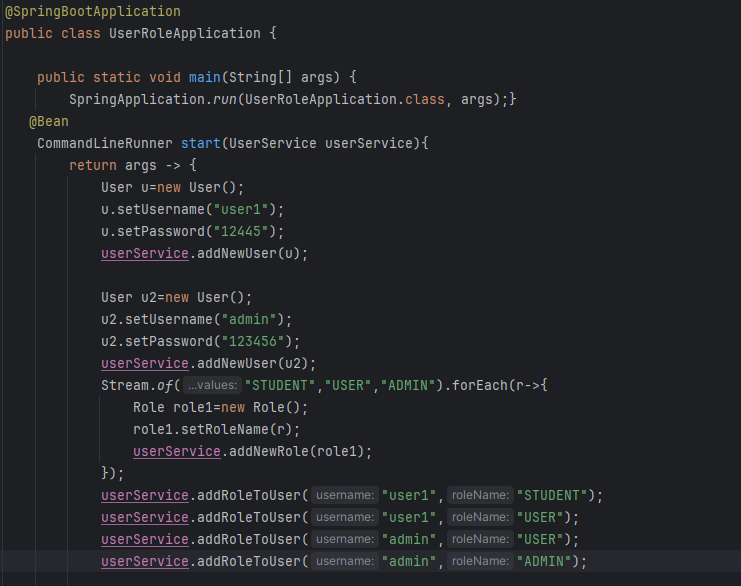 @SpringBootApplication
public class UserRoleApplication {
public static void main(String[] args) {
SpringApplication.run(UserRoleApplication.class, args);}
@Bean
CommandLineRunner start(UserService userService){
return args -> {
User u=new User();
u.setUsername("user1");
u.setPassword("12445");
userService.addNewUser(u);
User u2=new User();
u2.setUsername("admin");
u2.setPassword("123456");
userService.addNewUser(u2);
Stream.of( ...values: "STUDENT","USER","ADMIN").forEach(r->{
Role role1=new Role();
role1.setRoleName(r);
userService.addNewRole(role1);
});
userService.addRoleToUser( username: "user1", roleName: "STUDENT");
userService.addRoleToUser( username: "user1", roleName: "USER");
userService.addRoleToUser( username: "admin", roleName: "USER");
userService.addRoleToUser( username: "admin", roleName: "ADMIN");